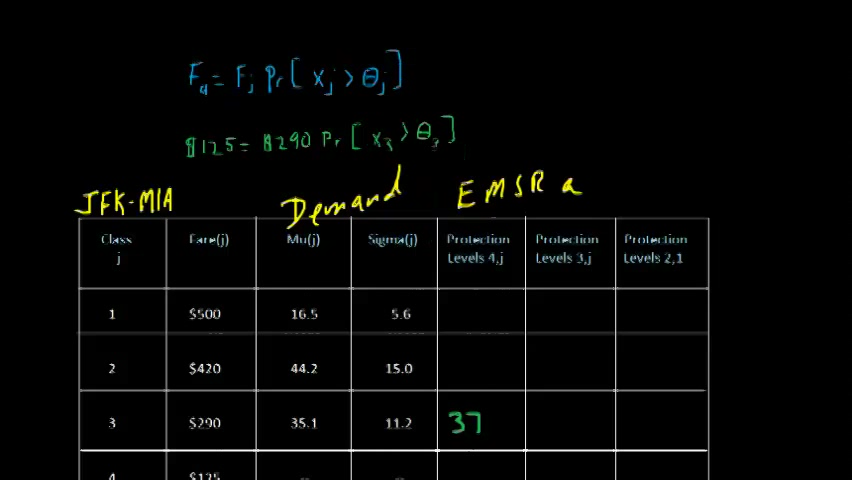 F4 = Fj Pr[ xj > θj]
$125 = $290 Pr[ x3 > θ3]
JFK-MIA Demand EMSR a
Class j Fare(j) Mu(j) Sigma(j) Protection Levels 4,j Protection Levels 3,j Protection Levels 2,1
1 $500 16.5 5.6
2 $420 44.2 15.0
3 $290 35.1 11.2 37
4 $125